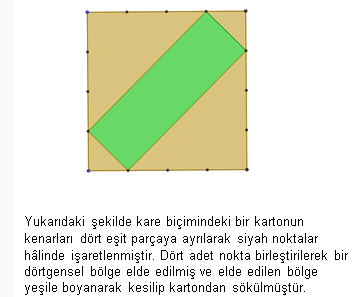 Yukarıdaki şekilde kare biçimindeki bir kartonun
kenarları dört eşit parçaya ayrılarak siyah noktalar
hâlinde işaretlenmiştir. Dört adet nokta birleştirilerek bir
dörtgensel bölge elde edilmiş ve elde edilen bölge
yeşile boyanarak kesilip kartondan sökülmüştür.